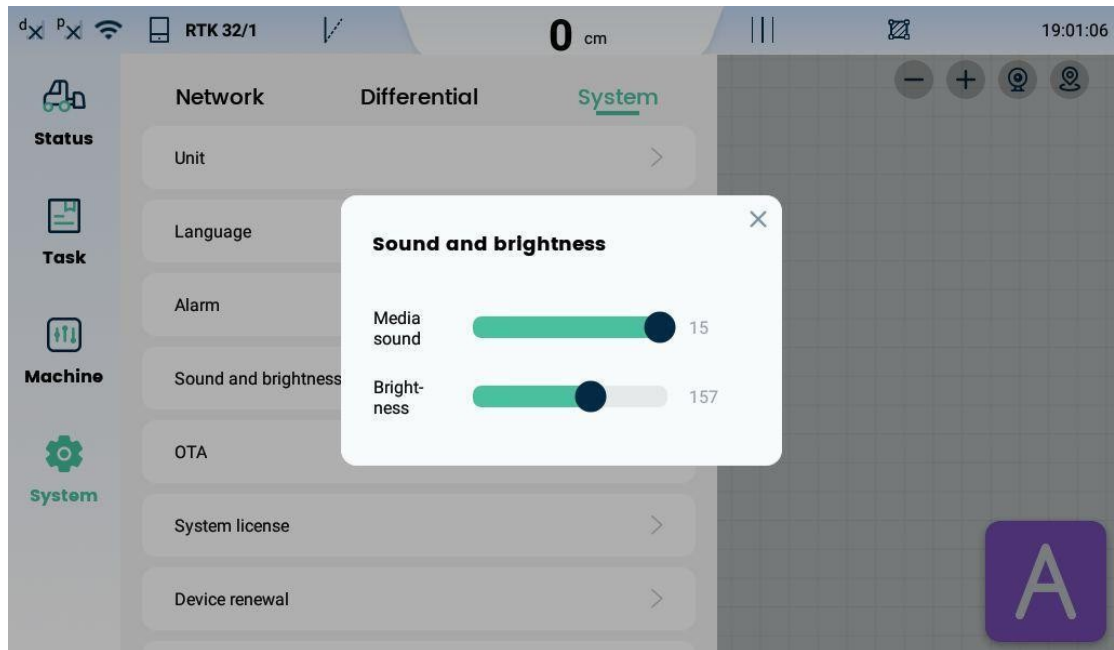 d P RTK 32/1 0 cm 19:01:06
Status
Task
Machine
System
Network Differential System
Unit
Language
Alarm
Sound and brightness
OTA
System license
Device renewal
Sound and brightness
Media
sound
15
Bright-
ness
157
A